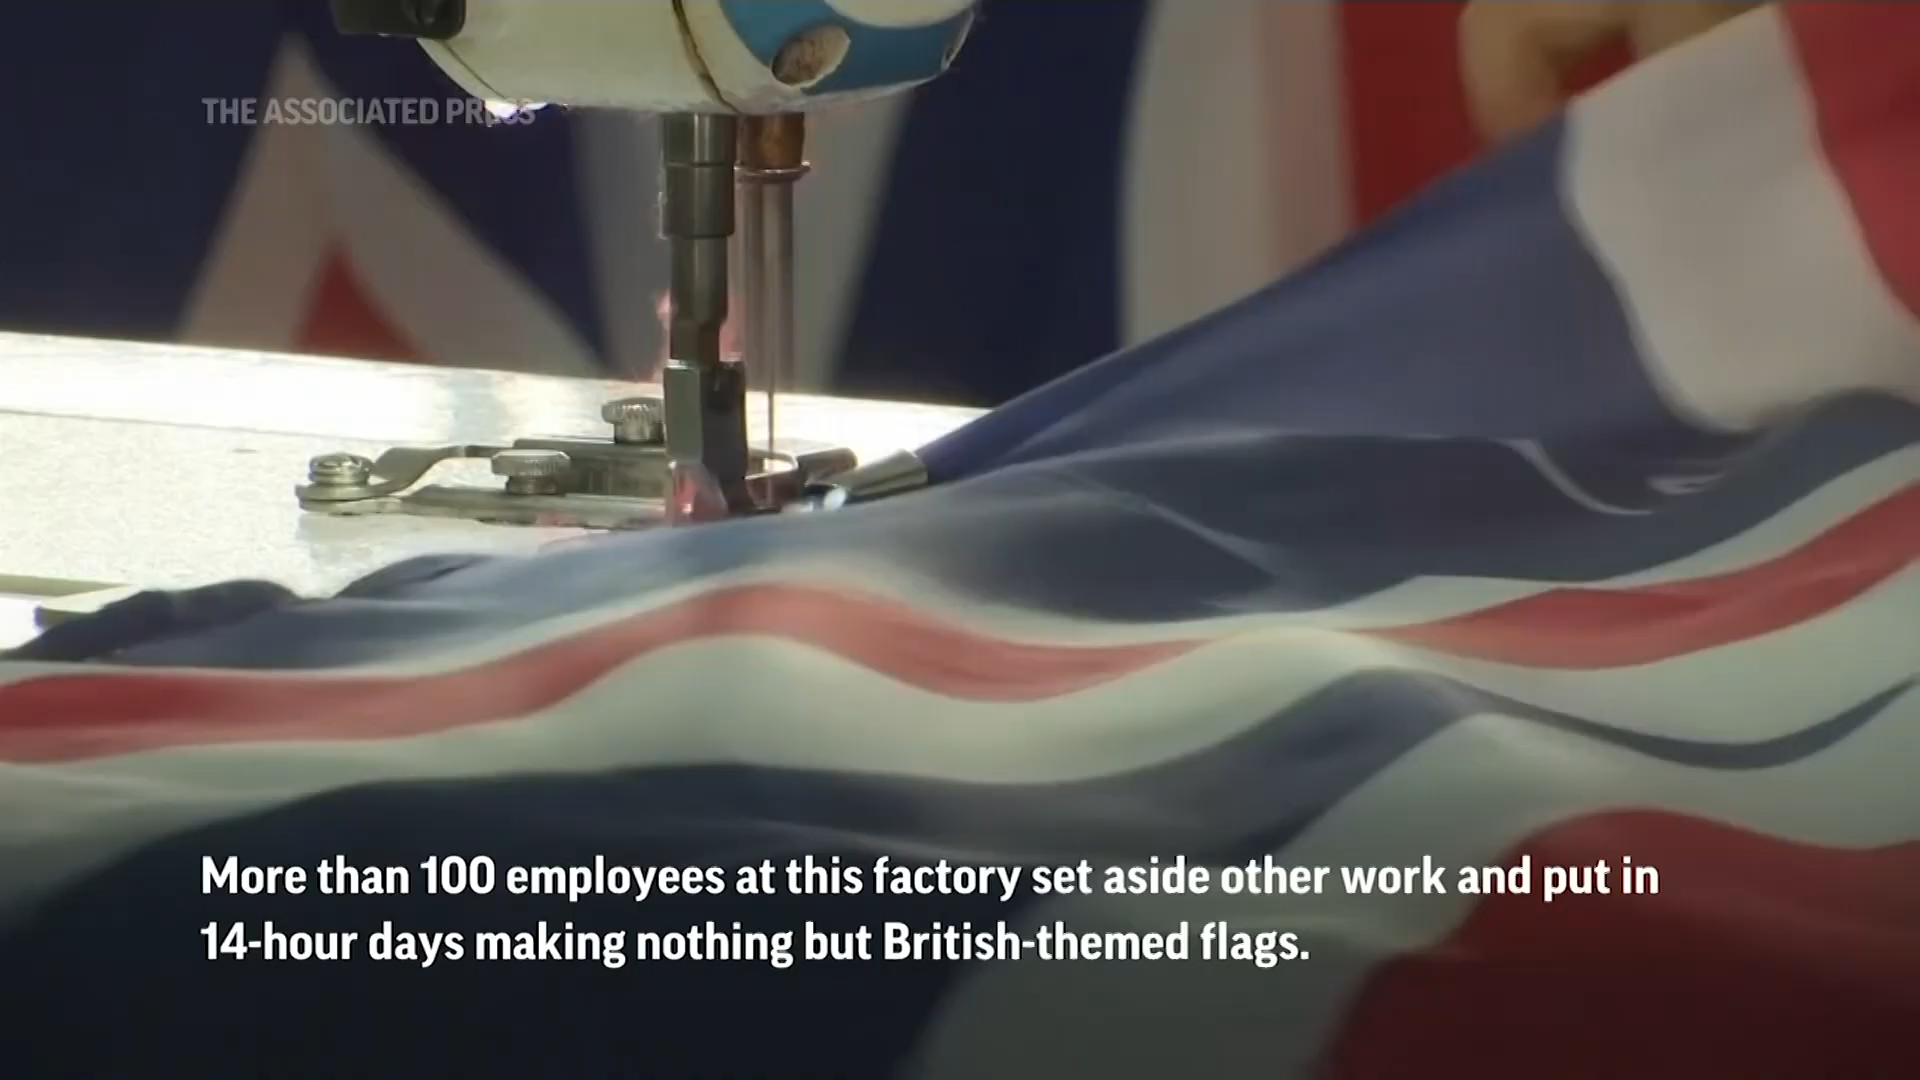 THE ASSOCIATED PRESS
More than 100 employees at this factory set aside other work and put in
14-hour days making nothing but British-themed flags.